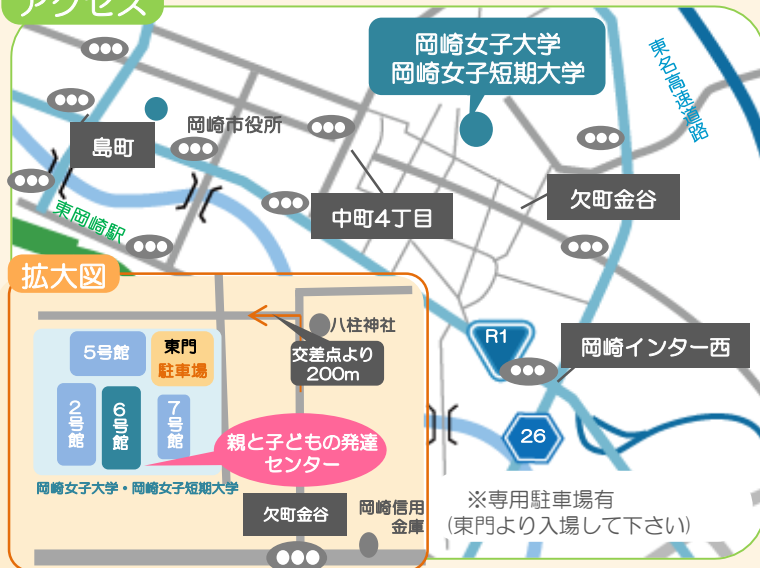 アクセス
岡崎女子大学
岡崎女子短期大学
東名高速道路
岡崎市役所
島町
中町4丁目
欠町金谷
東岡崎駅
拡大図
八柱神社
交差点より
200m
R1
岡崎インター西
5号館
東門
駐車場
2号館
6号館
7号館
親と子どもの発達
センター
26
岡崎女子大学・岡崎女子短期大学
欠町金谷
岡崎信用
金庫
※専用駐車場有
(東門より入場して下さい)